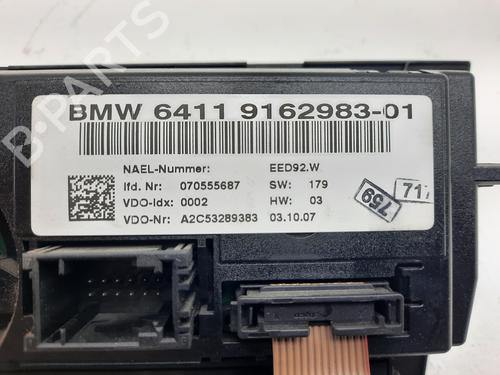 BMW 6411 9162983-01
NAEL-Nummer: EED92.W
lfd. Nr: 070555687 SW: 179
VDO-Idx: 0002 HW: 03
VDO-Nr: A2C53289383 03.10.07
717
759
B-PARTS